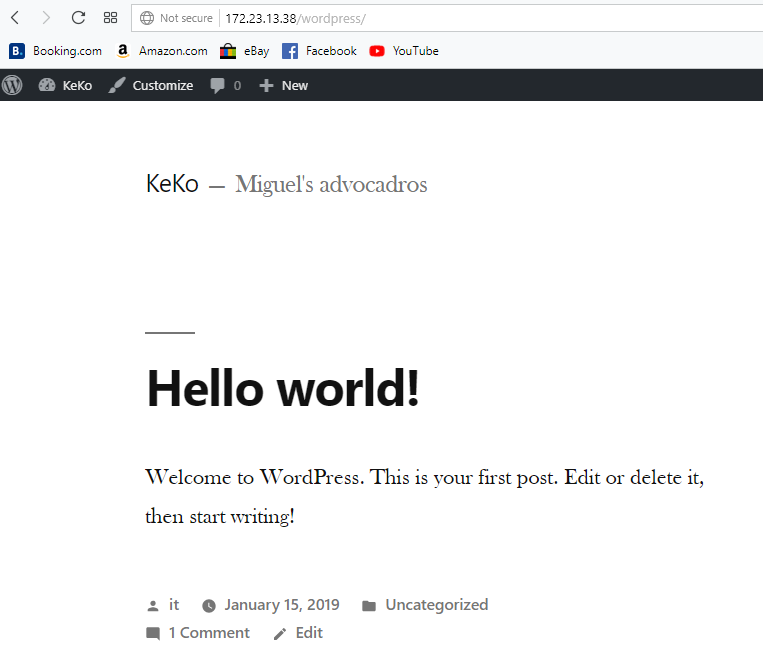 Not secure 172.23.13.38/wordpress/
B. Booking.com a Amazon.com eBay Facebook YouTube
KeKo Customize 0 New
KeKo — Miguel's advocadros
Hello world!
Welcome to WordPress. This is your first post. Edit or delete it,
then start writing!
it January 15, 2019 Uncategorized
1 Comment Edit